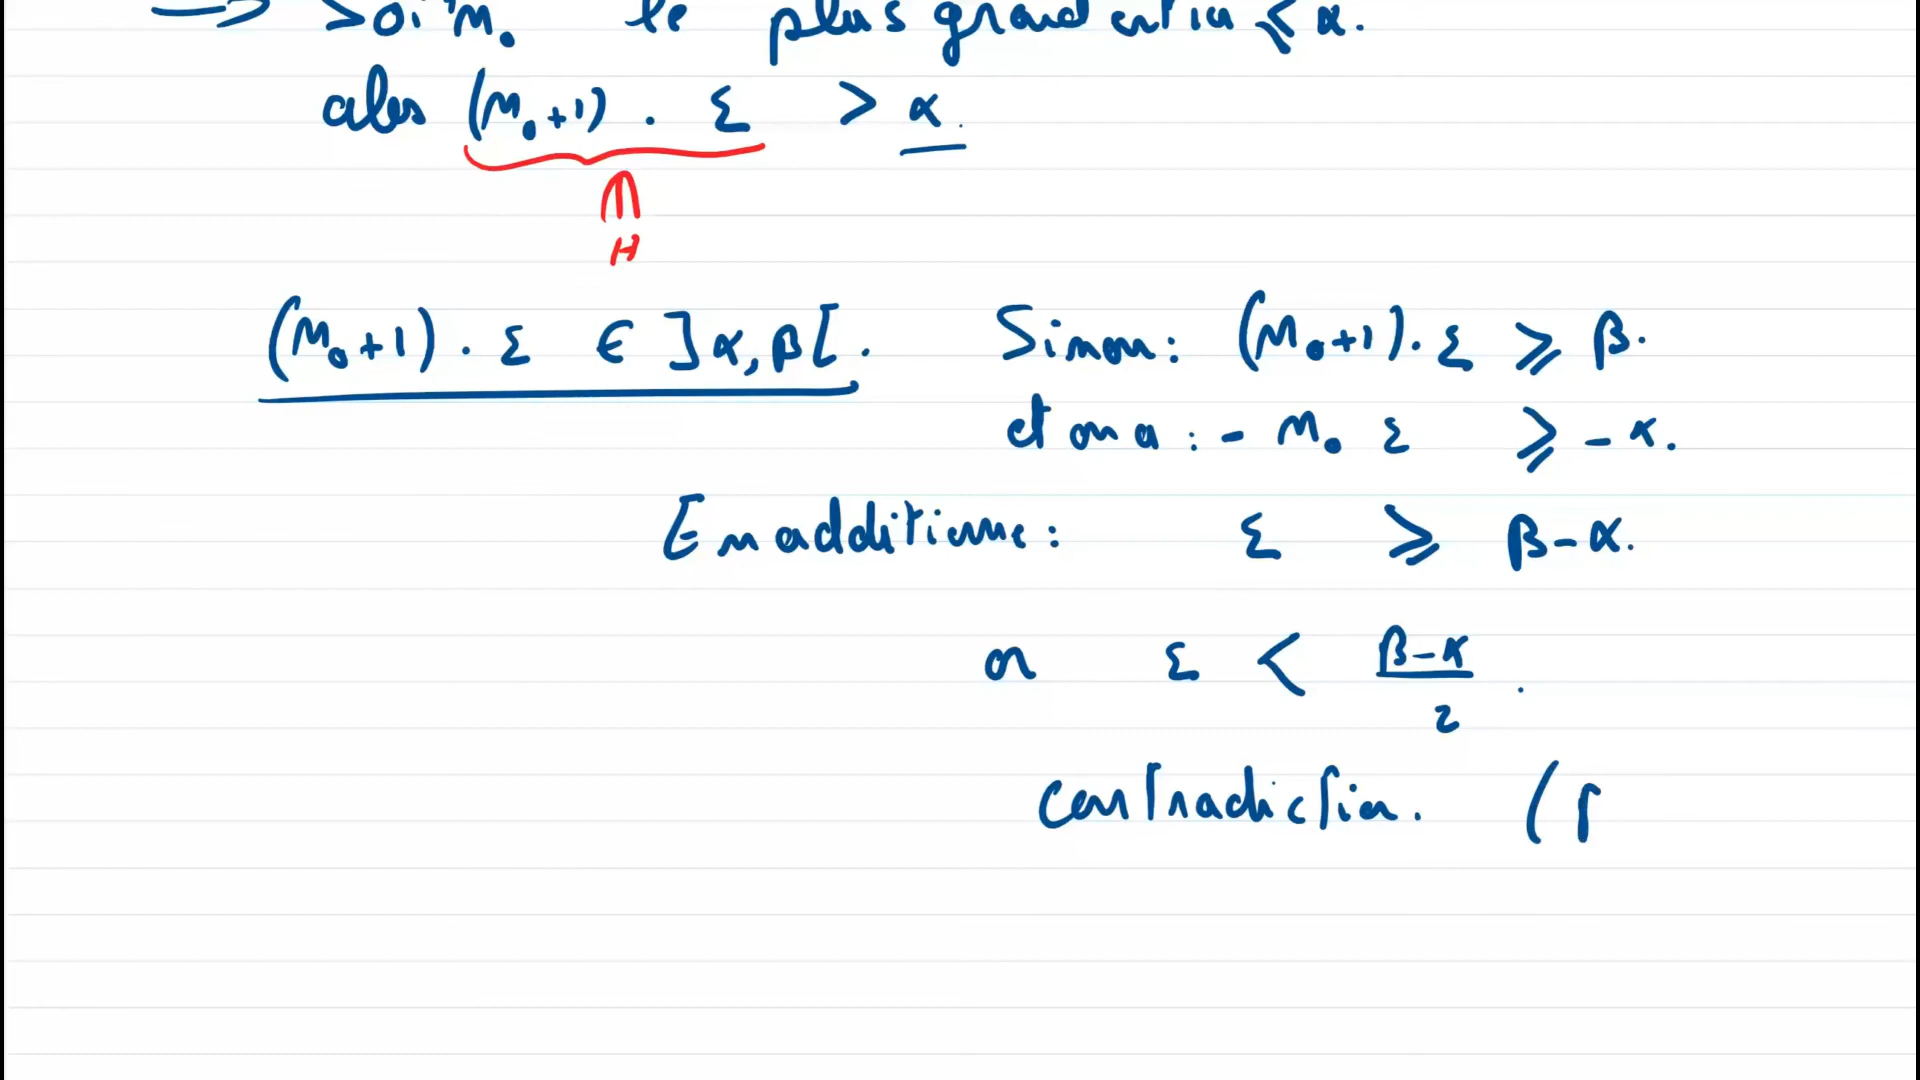 → Soit n₀ le plus grand entier ⩽ α.
alors (n₀+1) . ε > α.
H
(n₀+1) . ε ∈ ]α, β[. Sinon : (n₀+1). ε ⩾ β.
et on a : - n₀ ε ⩾ - α.
En additionne : ε ⩾ β - α.
or ε < (β-α)/2 .
contradiction. (